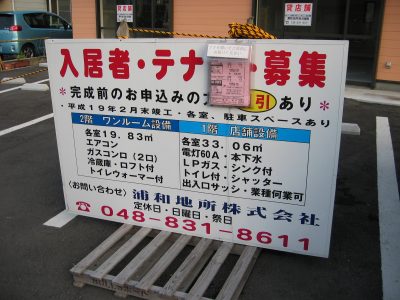 貸店舗
貸店舗
入居者・テナ ト募集
＊完成前のお申込みの方 引あり＊
・平成19年2月末竣工・各室、駐車スペースあり
2階 ワンルーム設備
各室19.83㎡
エアコン
ガスコンロ(2口)
冷蔵庫・ロフト付
トイレウォーマー付
1階 店舗設備
各室33.06㎡
電灯60A・本下水
LPガス・シンク付
トイレ付・シャッター
出入口サッシ・業種何業可
〈お問い合わせ〉浦和地所株式会社
定休日・日曜日・祭日
☎048-831-8611